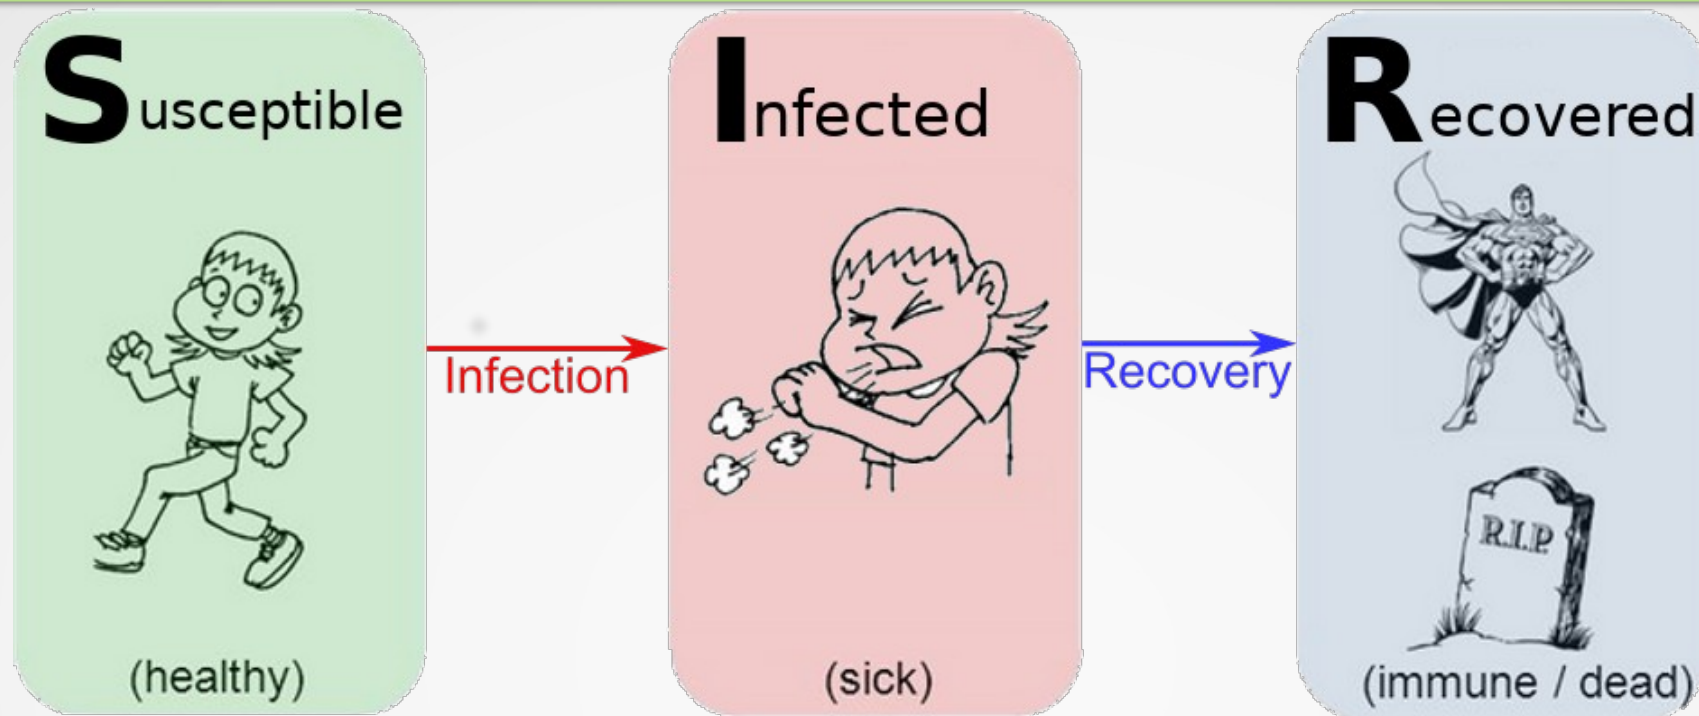 Susceptible
(healthy)
Infection
Infected
(sick)
Recovery
Recovered
R.I.P.
(immune / dead)